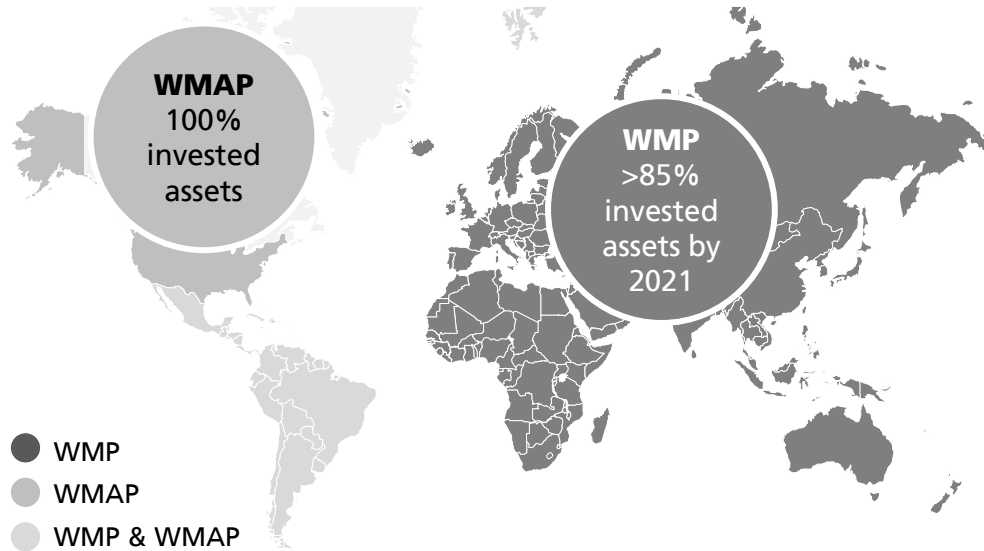 WMAP
100%
invested
assets
WMP
>85%
invested
assets by
2021
WMP
WMAP
WMP & WMAP